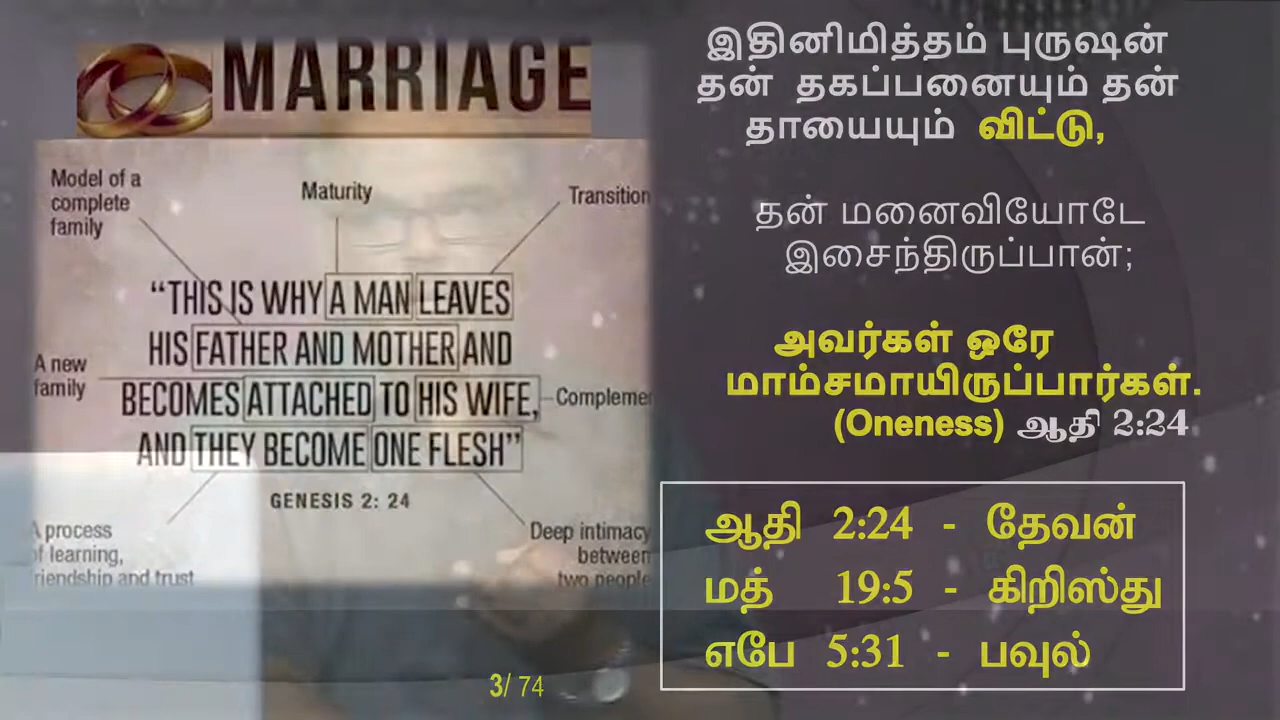 MARRIAGE
Model of a
complete
family
Maturity
Transition
“THIS IS WHY A MAN LEAVES
HIS FATHER AND MOTHER AND
BECOMES ATTACHED TO HIS WIFE,
AND THEY BECOME ONE FLESH”
A new
family
Compleme
GENESIS 2: 24
A process
of learning,
friendship and trust
Deep intimacy
between
two people
இதினிமித்தம் புருஷன்
தன் தகப்பனையும் தன்
தாயையும் விட்டு,
தன் மனைவியோடே
இசைந்திருப்பான்;
அவர்கள் ஒரே
மாம்சமாயிருப்பார்கள்.
(Oneness) ஆதி 2:24
ஆதி 2:24 - தேவன்
மத் 19:5 - கிறிஸ்து
எபே 5:31 - பவுல்
3/ 74